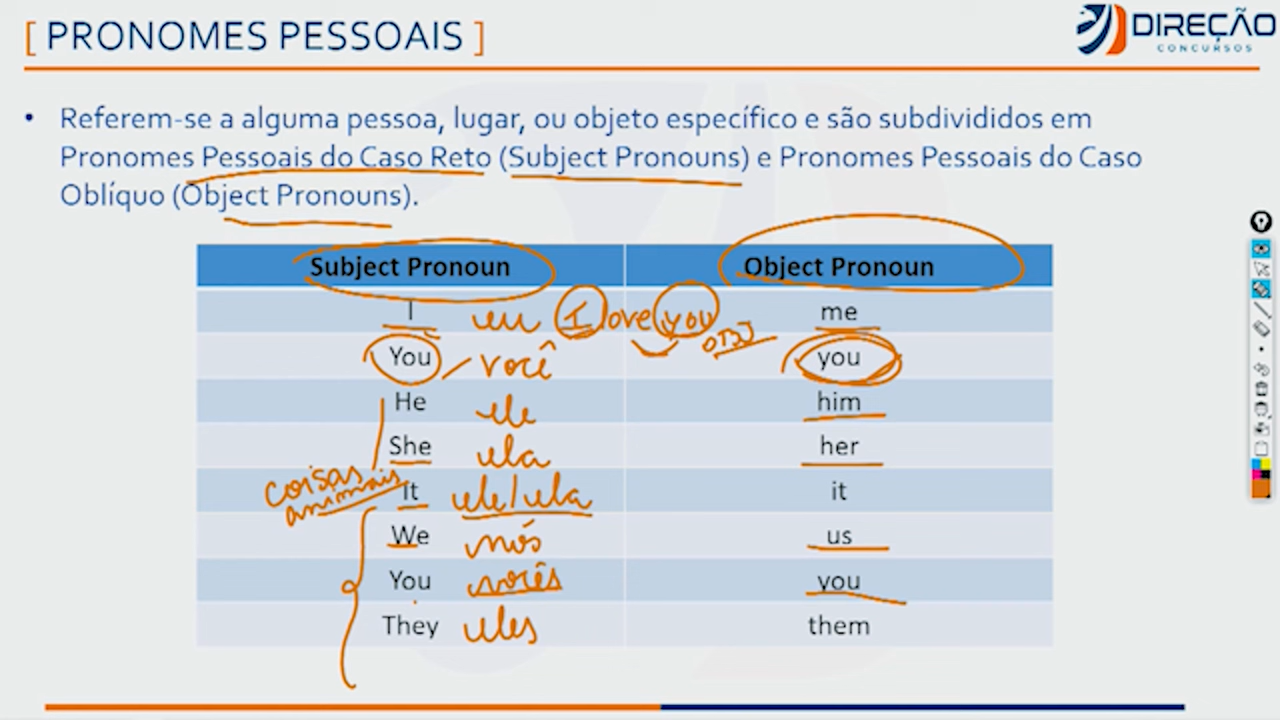 [ PRONOMES PESSOAIS ]
DIREÇÃO
CONCURSOS
• Referem-se a alguma pessoa, lugar, ou objeto específico e são subdivididos em
Pronomes Pessoais do Caso Reto (Subject Pronouns) e Pronomes Pessoais do Caso
Oblíquo (Object Pronouns).
Subject Pronoun Object Pronoun
I eu I love you me
OBJ
You você you
He ele him
She ela her
coisas
animais
It ele/ela it
We nós us
You vocês you
They eles them